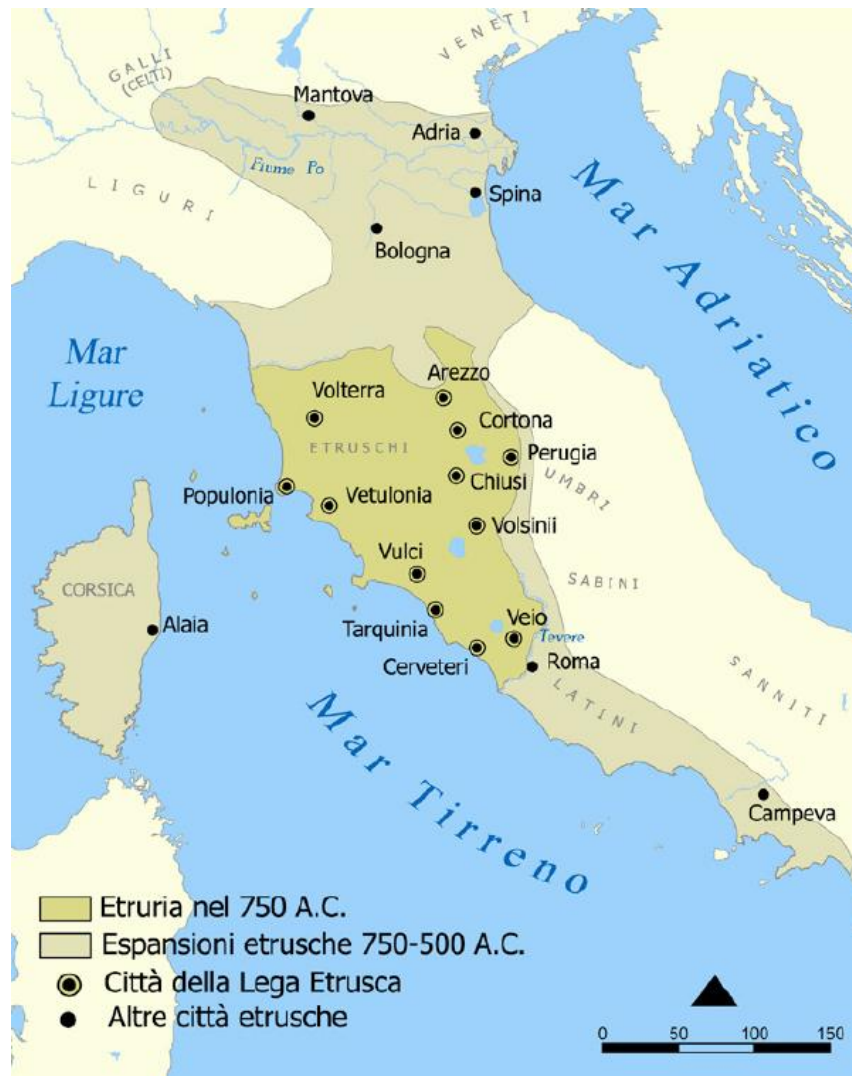 VENETI
GALLI
(CELTI)
Mantova
Adria
Fiume Po
Spina
LIGURI
Bologna
Mar Adriatico
Mar
Ligure
Arezzo
Volterra
Cortona
ETRUSCHI
Perugia
Chiusi
UMBRI
Populonia
Vetulonia
Volsinii
Vulci
SABINI
CORSICA
Alaia
Tarquinia
Veio
Tevere
Cerveteri
Roma
LATINI
SANNITI
Mar Tirreno
Campeva
Etruria nel 750 A.C.
Espansioni etrusche 750-500 A.C.
Città della Lega Etrusca
Altre città etrusche
0 50 100 150